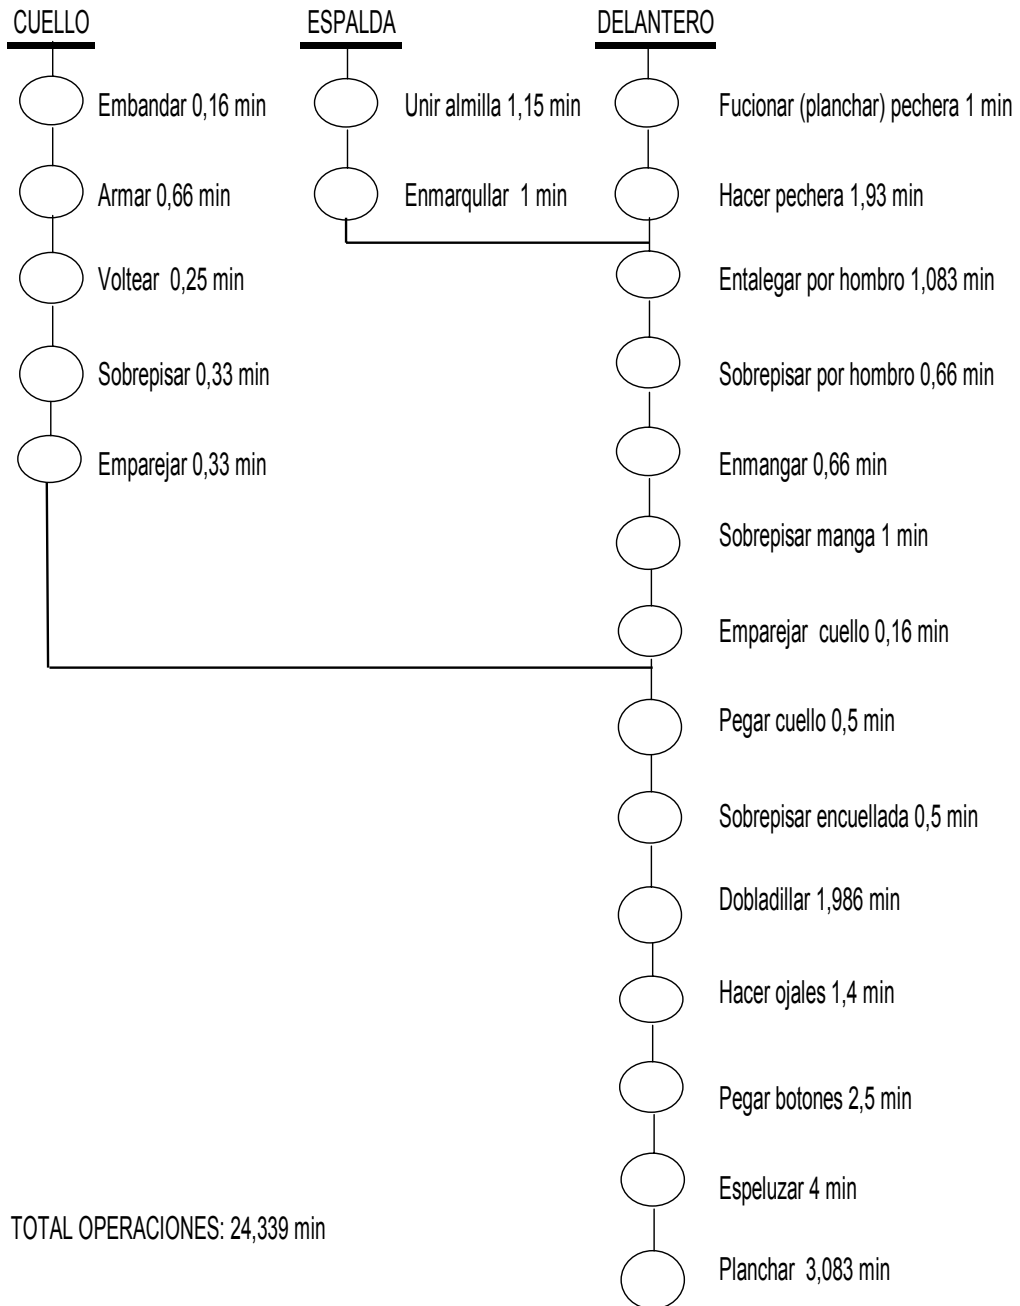 CUELLO
Embandar 0,16 min
Armar 0,66 min
Voltear 0,25 min
Sobrepisar 0,33 min
Emparejar 0,33 min
ESPALDA
Unir almilla 1,15 min
Enmarqullar 1 min
DELANTERO
Fucionar (planchar) pechera 1 min
Hacer pechera 1,93 min
Entalegar por hombro 1,083 min
Sobrepisar por hombro 0,66 min
Enmangar 0,66 min
Sobrepisar manga 1 min
Emparejar cuello 0,16 min
Pegar cuello 0,5 min
Sobrepisar encuellada 0,5 min
Dobladillar 1,986 min
Hacer ojales 1,4 min
Pegar botones 2,5 min
Espeluzar 4 min
Planchar 3,083 min
TOTAL OPERACIONES: 24,339 min